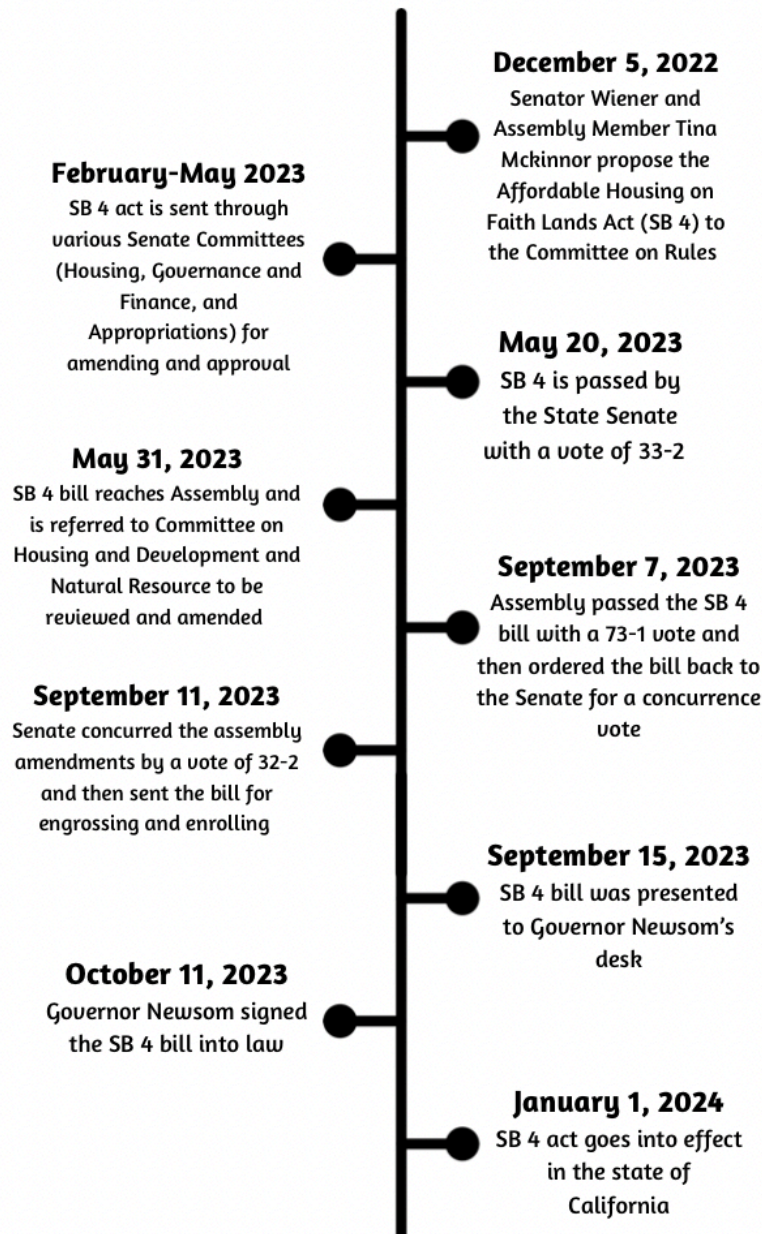 December 5, 2022
Senator Wiener and
Assembly Member Tina
Mckinnor propose the
Affordable Housing on
Faith Lands Act (SB 4) to
the Committee on Rules
February-May 2023
SB 4 act is sent through
various Senate Committees
(Housing, Governance and
Finance, and
Appropriations) for
amending and approval
May 20, 2023
SB 4 is passed by
the State Senate
with a vote of 33-2
May 31, 2023
SB 4 bill reaches Assembly and
is referred to Committee on
Housing and Development and
Natural Resource to be
reviewed and amended
September 7, 2023
Assembly passed the SB 4
bill with a 73-1 vote and
then ordered the bill back to
the Senate for a concurrence
vote
September 11, 2023
Senate concurred the assembly
amendments by a vote of 32-2
and then sent the bill for
engrossing and enrolling
September 15, 2023
SB 4 bill was presented
to Governor Newsom's
desk
October 11, 2023
Governor Newsom signed
the SB 4 bill into law
January 1, 2024
SB 4 act goes into effect
in the state of
California